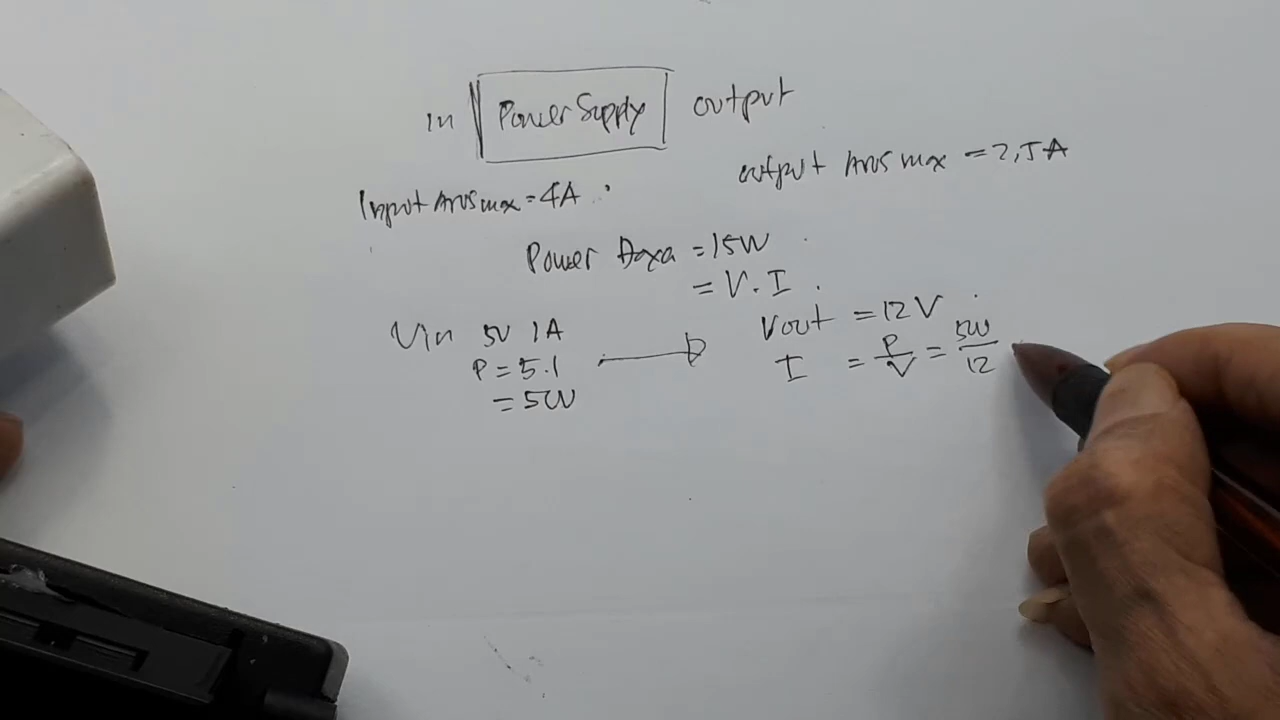 in Power Supply output
output Arus max = 2,5A
Input Arus max = 4A
Power Daya = 15W
= V. I
Vin 5V 1A
P = 5.1
= 5W
Vout = 12V
I = P/V = 5W/12